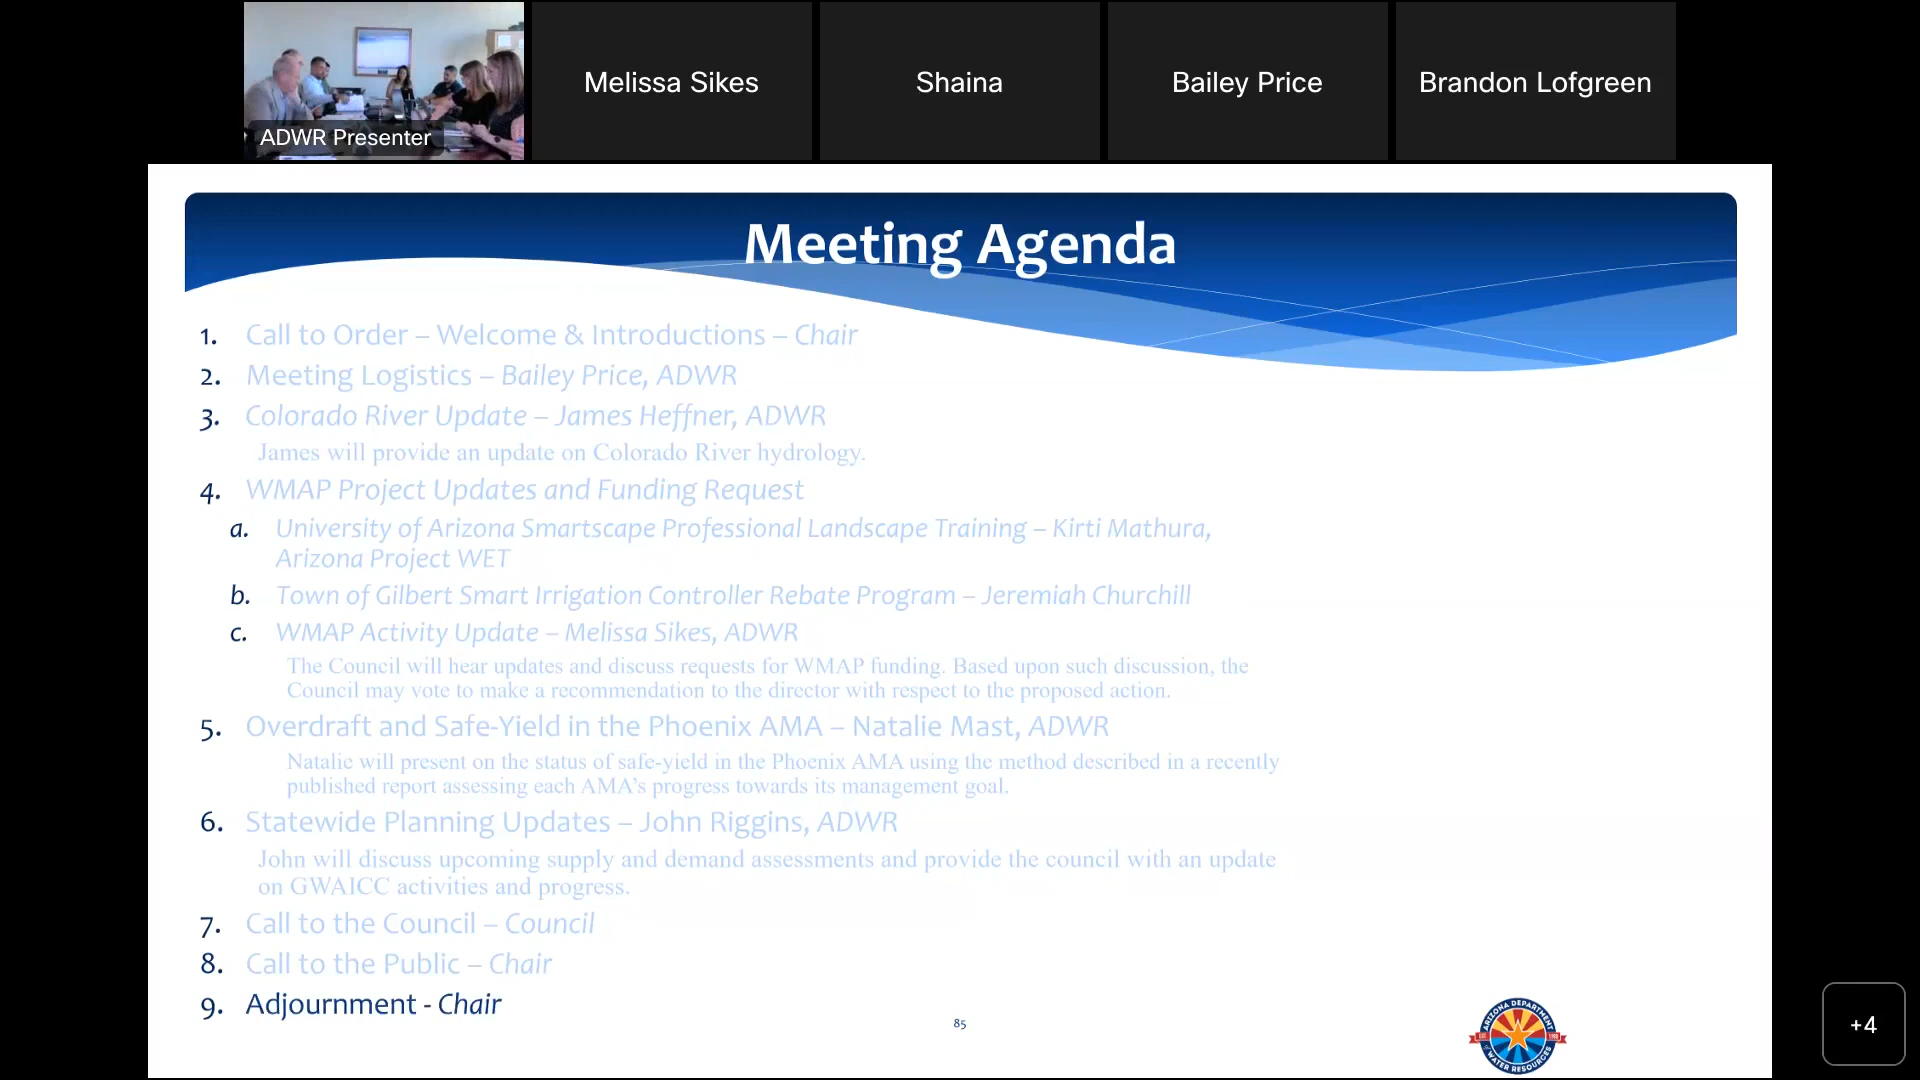 ADWR Presenter
Melissa Sikes
Shaina
Bailey Price
Brandon Lofgreen
Meeting Agenda
1. Call to Order – Welcome & Introductions – Chair
2. Meeting Logistics – Bailey Price, ADWR
3. Colorado River Update – James Heffner, ADWR
James will provide an update on Colorado River hydrology.
4. WMAP Project Updates and Funding Request
a. University of Arizona Smartscape Professional Landscape Training – Kirti Mathura,
Arizona Project WET
b. Town of Gilbert Smart Irrigation Controller Rebate Program – Jeremiah Churchill
c. WMAP Activity Update – Melissa Sikes, ADWR
The Council will hear updates and discuss requests for WMAP funding. Based upon such discussion, the
Council may vote to make a recommendation to the director with respect to the proposed action.
5. Overdraft and Safe-Yield in the Phoenix AMA – Natalie Mast, ADWR
Natalie will present on the status of safe-yield in the Phoenix AMA using the method described in a recently
published report assessing each AMA’s progress towards its management goal.
6. Statewide Planning Updates – John Riggins, ADWR
John will discuss upcoming supply and demand assessments and provide the council with an update
on GWAICC activities and progress.
7. Call to the Council – Council
8. Call to the Public – Chair
9. Adjournment - Chair
85
ARIZONA DEPARTMENT
of WATER RESOURCES
+4